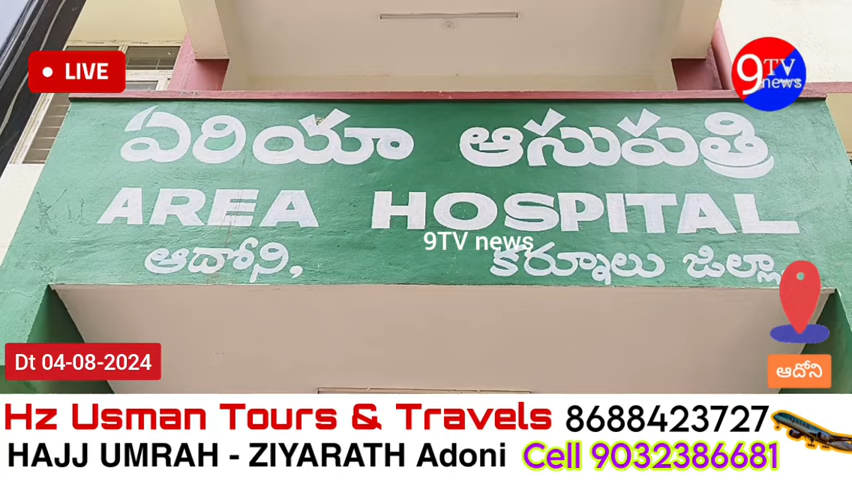 LIVE
9TV news
ఏరియా ఆసుపత్రి
AREA HOSPITAL
9TV news
ఆదోని, కర్నూలు జిల్లా
Dt 04-08-2024
ఆదోని
Hz Usman Tours & Travels 8688423727
HAJJ UMRAH - ZIYARATH Adoni Cell 9032386681